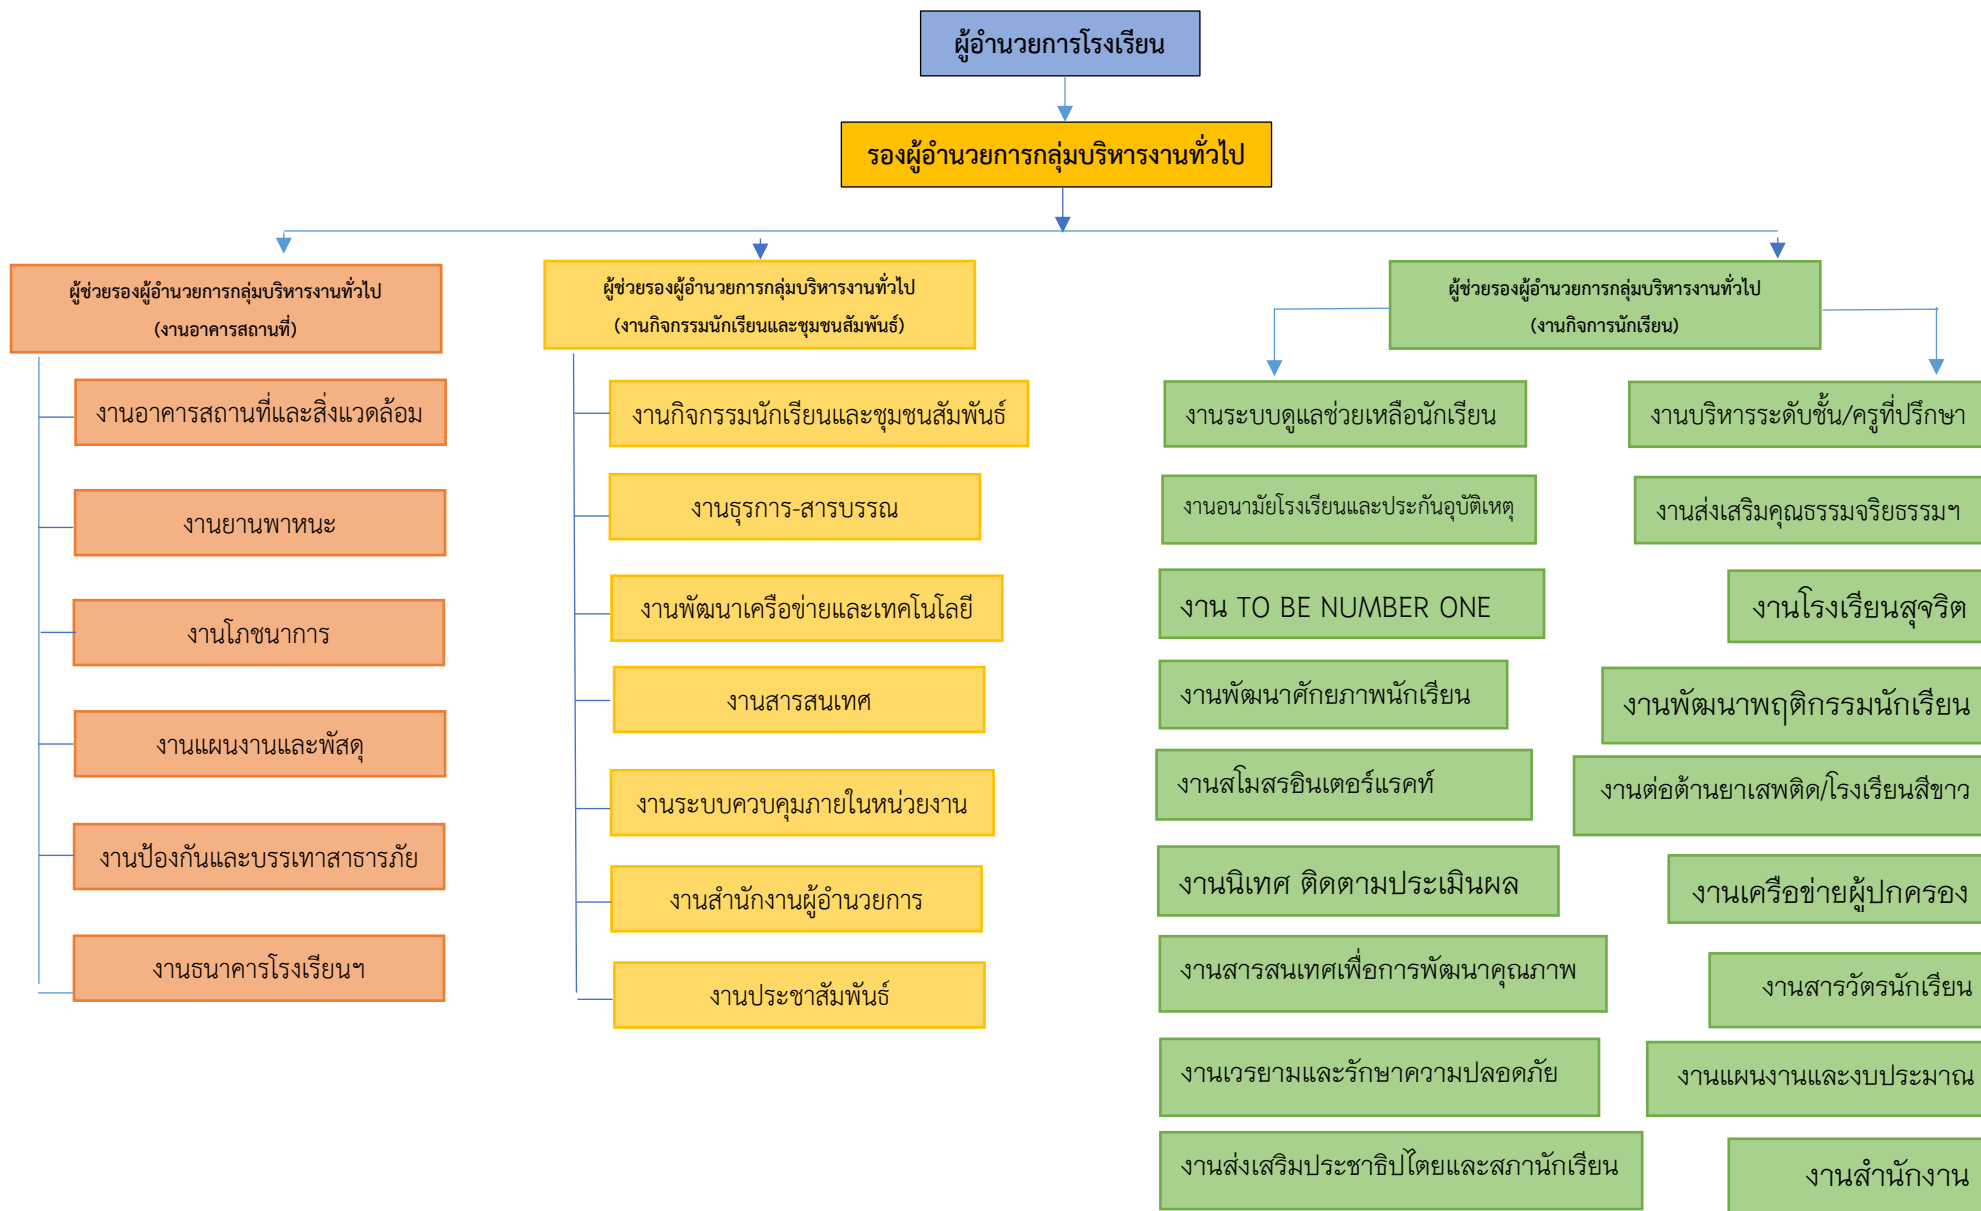 ผู้อำนวยการโรงเรียน
รองผู้อำนวยการกลุ่มบริหารงานทั่วไป
ผู้ช่วยรองผู้อำนวยการกลุ่มบริหารงานทั่วไป
(งานอาคารสถานที่)
งานอาคารสถานที่และสิ่งแวดล้อม
งานยานพาหนะ
งานโภชนาการ
งานแผนงานและพัสดุ
งานป้องกันและบรรเทาสาธารภัย
งานธนาคารโรงเรียนฯ
ผู้ช่วยรองผู้อำนวยการกลุ่มบริหารงานทั่วไป
(งานกิจกรรมนักเรียนและชุมชนสัมพันธ์)
งานกิจกรรมนักเรียนและชุมชนสัมพันธ์
งานธุรการ-สารบรรณ
งานพัฒนาเครือข่ายและเทคโนโลยี
งานสารสนเทศ
งานระบบควบคุมภายในหน่วยงาน
งานสำนักงานผู้อำนวยการ
งานประชาสัมพันธ์
ผู้ช่วยรองผู้อำนวยการกลุ่มบริหารงานทั่วไป
(งานกิจการนักเรียน)
งานระบบดูแลช่วยเหลือนักเรียน
งานอนามัยโรงเรียนและประกันอุบัติเหตุ
งาน TO BE NUMBER ONE
งานพัฒนาศักยภาพนักเรียน
งานสโมสรอินเตอร์แรคท์
งานนิเทศ ติดตามประเมินผล
งานสารสนเทศเพื่อการพัฒนาคุณภาพ
งานเวรยามและรักษาความปลอดภัย
งานส่งเสริมประชาธิปไตยและสภานักเรียน
งานบริหารระดับชั้น/ครูที่ปรึกษา
งานส่งเสริมคุณธรรมจริยธรรมฯ
งานโรงเรียนสุจริต
งานพัฒนาพฤติกรรมนักเรียน
งานต่อต้านยาเสพติด/โรงเรียนสีขาว
งานเครือข่ายผู้ปกครอง
งานสารวัตรนักเรียน
งานแผนงานและงบประมาณ
งานสำนักงาน